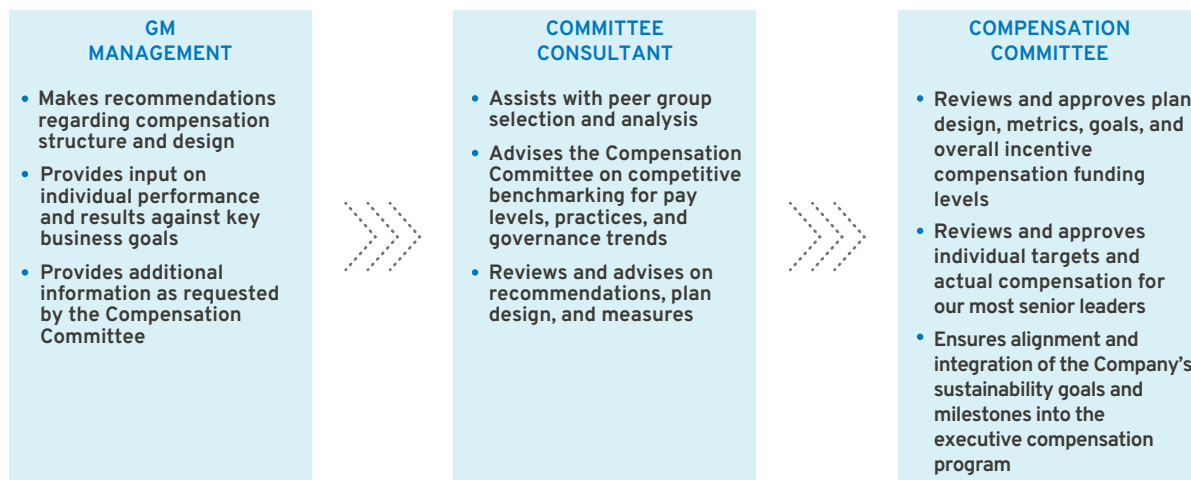 GM
MANAGEMENT
• Makes recommendations
regarding compensation
structure and design
• Provides input on
individual performance
and results against key
business goals
• Provides additional
information as requested
by the Compensation
Committee
COMMITTEE
CONSULTANT
• Assists with peer group
selection and analysis
• Advises the Compensation
Committee on competitive
benchmarking for pay
levels, practices, and
governance trends
• Reviews and advises on
recommendations, plan
design, and measures
COMPENSATION
COMMITTEE
• Reviews and approves plan
design, metrics, goals, and
overall incentive
compensation funding
levels
• Reviews and approves
individual targets and
actual compensation for
our most senior leaders
• Ensures alignment and
integration of the Company’s
sustainability goals and
milestones into the
executive compensation
program